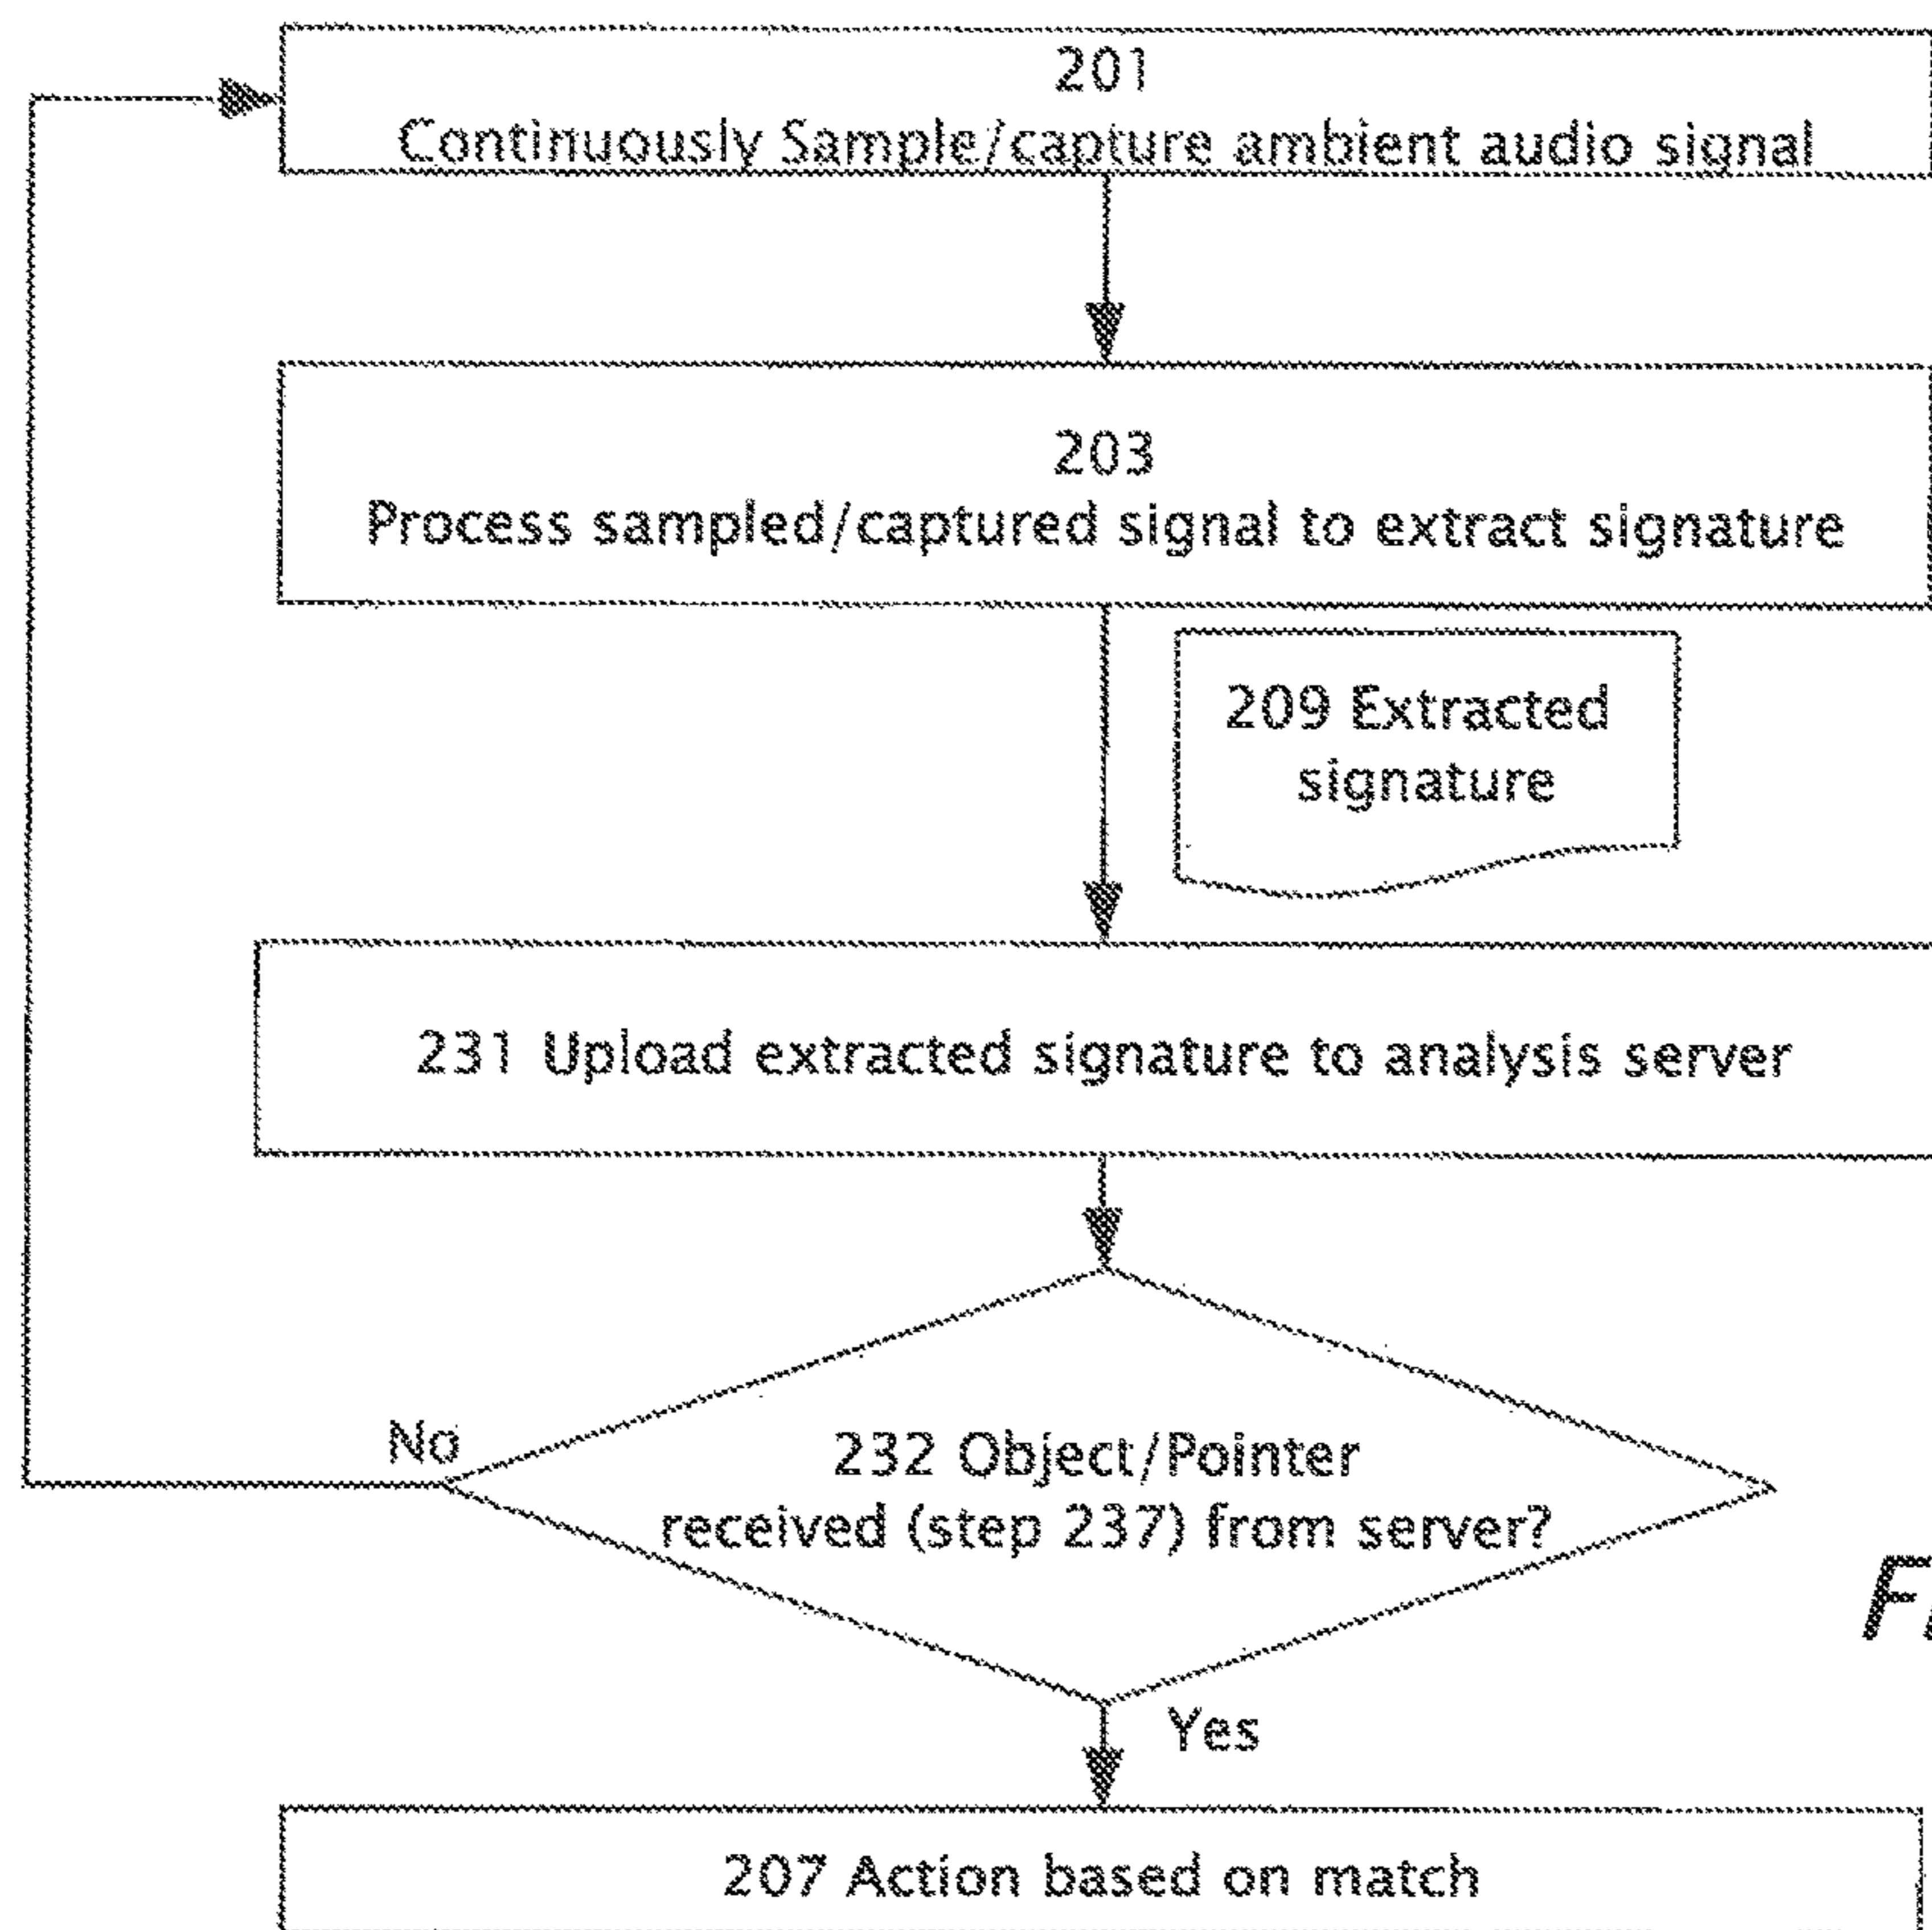 201
Continuously Sample/capture ambient audio signal
203
Process sampled/captured signal to extract signature
209 Extracted
signature
231 Upload extracted signature to analysis server
No
232 Object/Pointer
received (step 237) from server?
Yes
207 Action based on match